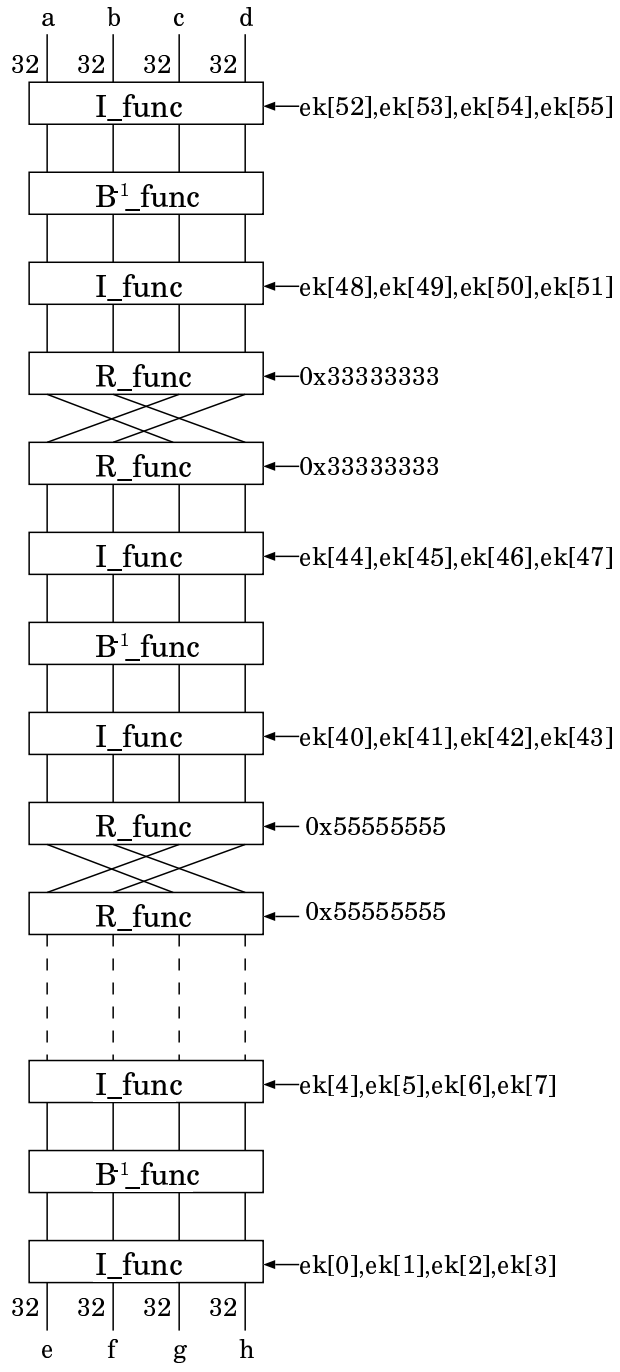 a b c d
32 32 32 32
I_func ek[52],ek[53],ek[54],ek[55]
B⁻¹_func
I_func ek[48],ek[49],ek[50],ek[51]
R_func 0x33333333
R_func 0x33333333
I_func ek[44],ek[45],ek[46],ek[47]
B⁻¹_func
I_func ek[40],ek[41],ek[42],ek[43]
R_func 0x55555555
R_func 0x55555555
I_func ek[4],ek[5],ek[6],ek[7]
B⁻¹_func
I_func ek[0],ek[1],ek[2],ek[3]
32 32 32 32
e f g h